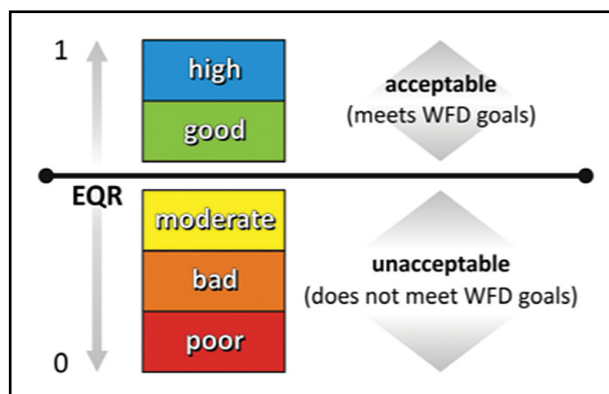 1
high
good
acceptable
(meets WFD goals)
EQR
moderate
bad
poor
unacceptable
(does not meet WFD goals)
0